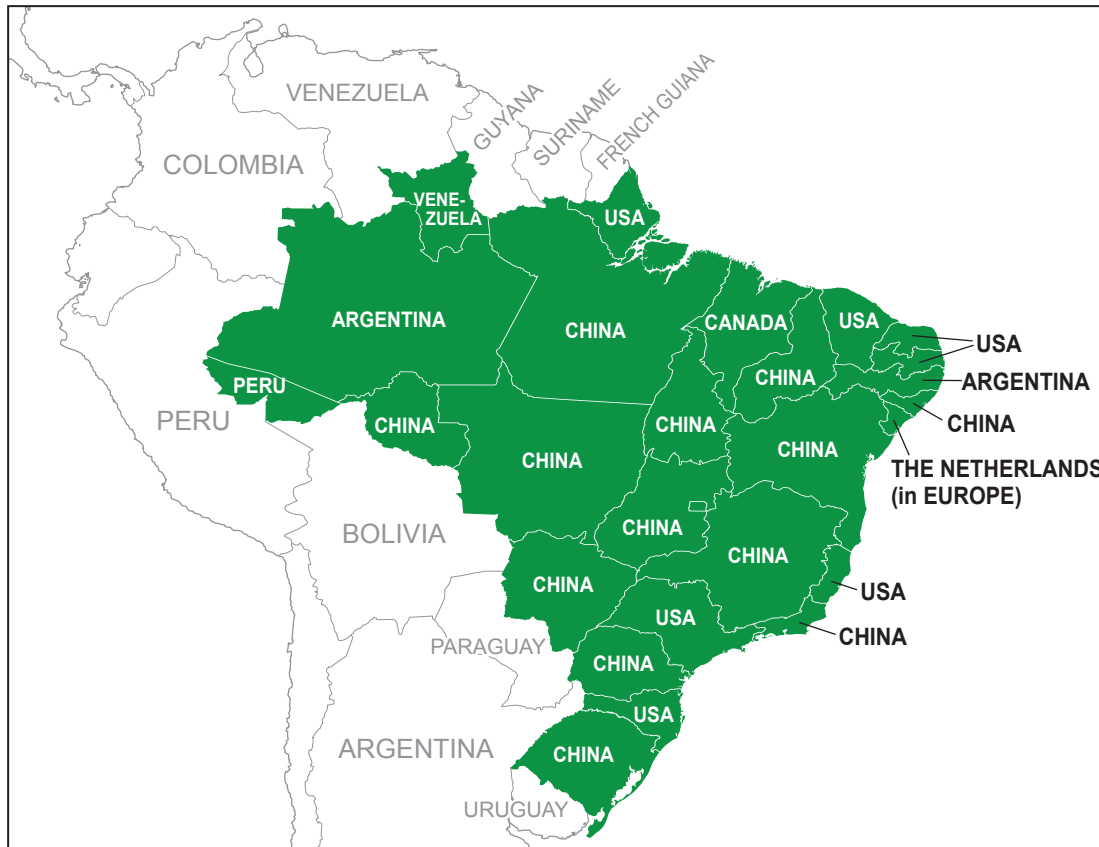 VENEZUELA
GUYANA
SURINAME
FRENCH GUIANA
COLOMBIA
VENE-
ZUELA
USA
ARGENTINA
CHINA
CANADA
USA
USA
CHINA
ARGENTINA
PERU
CHINA
PERU
CHINA
CHINA
CHINA
CHINA
THE NETHERLANDS
(in EUROPE)
BOLIVIA
CHINA
CHINA
CHINA
USA
USA
CHINA
PARAGUAY
CHINA
USA
ARGENTINA
CHINA
URUGUAY